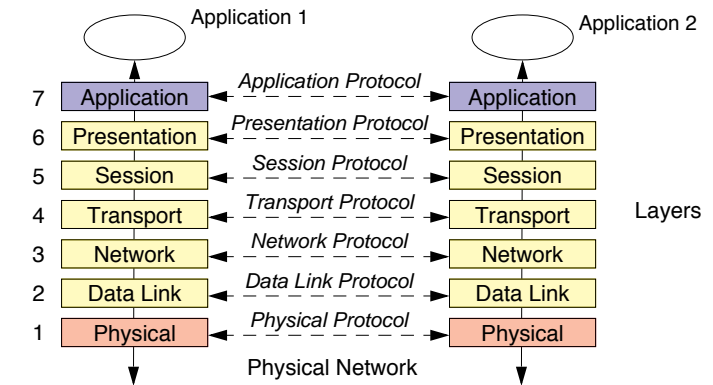 Application 1
Application 2
Application Protocol
7 Application Application
Presentation Protocol
6 Presentation Presentation
Session Protocol
5 Session Session
Transport Protocol
4 Transport Transport Layers
Network Protocol
3 Network Network
Data Link Protocol
2 Data Link Data Link
Physical Protocol
1 Physical Physical
Physical Network